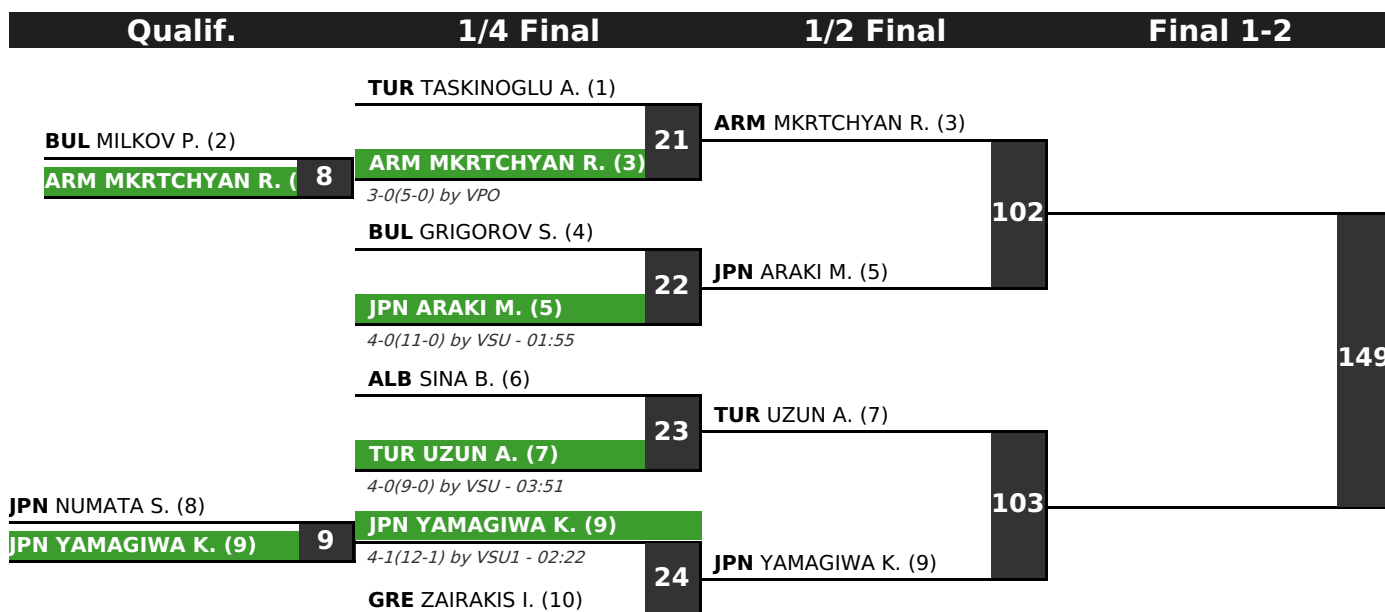 Qualif. 1/4 Final 1/2 Final Final 1-2
TUR TASKINOGLU A. (1)
BUL MILKOV P. (2)
ARM MKRTCHYAN R. (
8
21
ARM MKRTCHYAN R. (3)
3-0(5-0) by VPO
BUL GRIGOROV S. (4)
22
JPN ARAKI M. (5)
4-0(11-0) by VSU - 01:55
ALB SINA B. (6)
23
TUR UZUN A. (7)
4-0(9-0) by VSU - 03:51
JPN NUMATA S. (8)
JPN YAMAGIWA K. (9)
9
JPN YAMAGIWA K. (9)
4-1(12-1) by VSU1 - 02:22
24
GRE ZAIRAKIS I. (10)
ARM MKRTCHYAN R. (3)
102
JPN ARAKI M. (5)
TUR UZUN A. (7)
103
JPN YAMAGIWA K. (9)
149